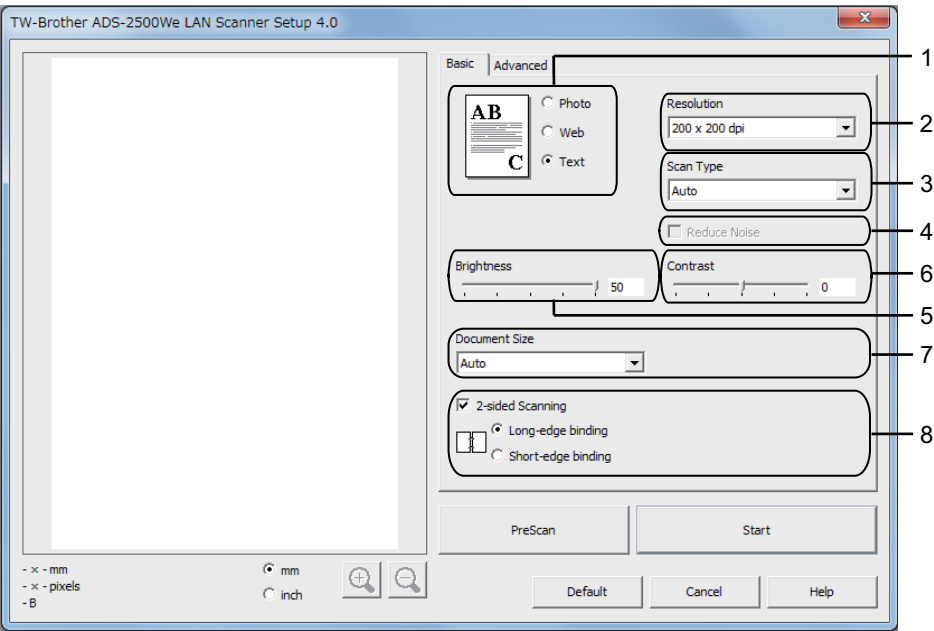 TW-Brother ADS-2500We LAN Scanner Setup 4.0
Basic
Advanced
1
AB
C
Photo
Web
Text
Resolution
200 x 200 dpi
2
Scan Type
Auto
3
Reduce Noise
4
Brightness
50
Contrast
0
6
5
Document Size
Auto
7
2-sided Scanning
Long-edge binding
Short-edge binding
8
PreScan
Start
- x - mm
- x - pixels
- B
mm
inch
Default
Cancel
Help